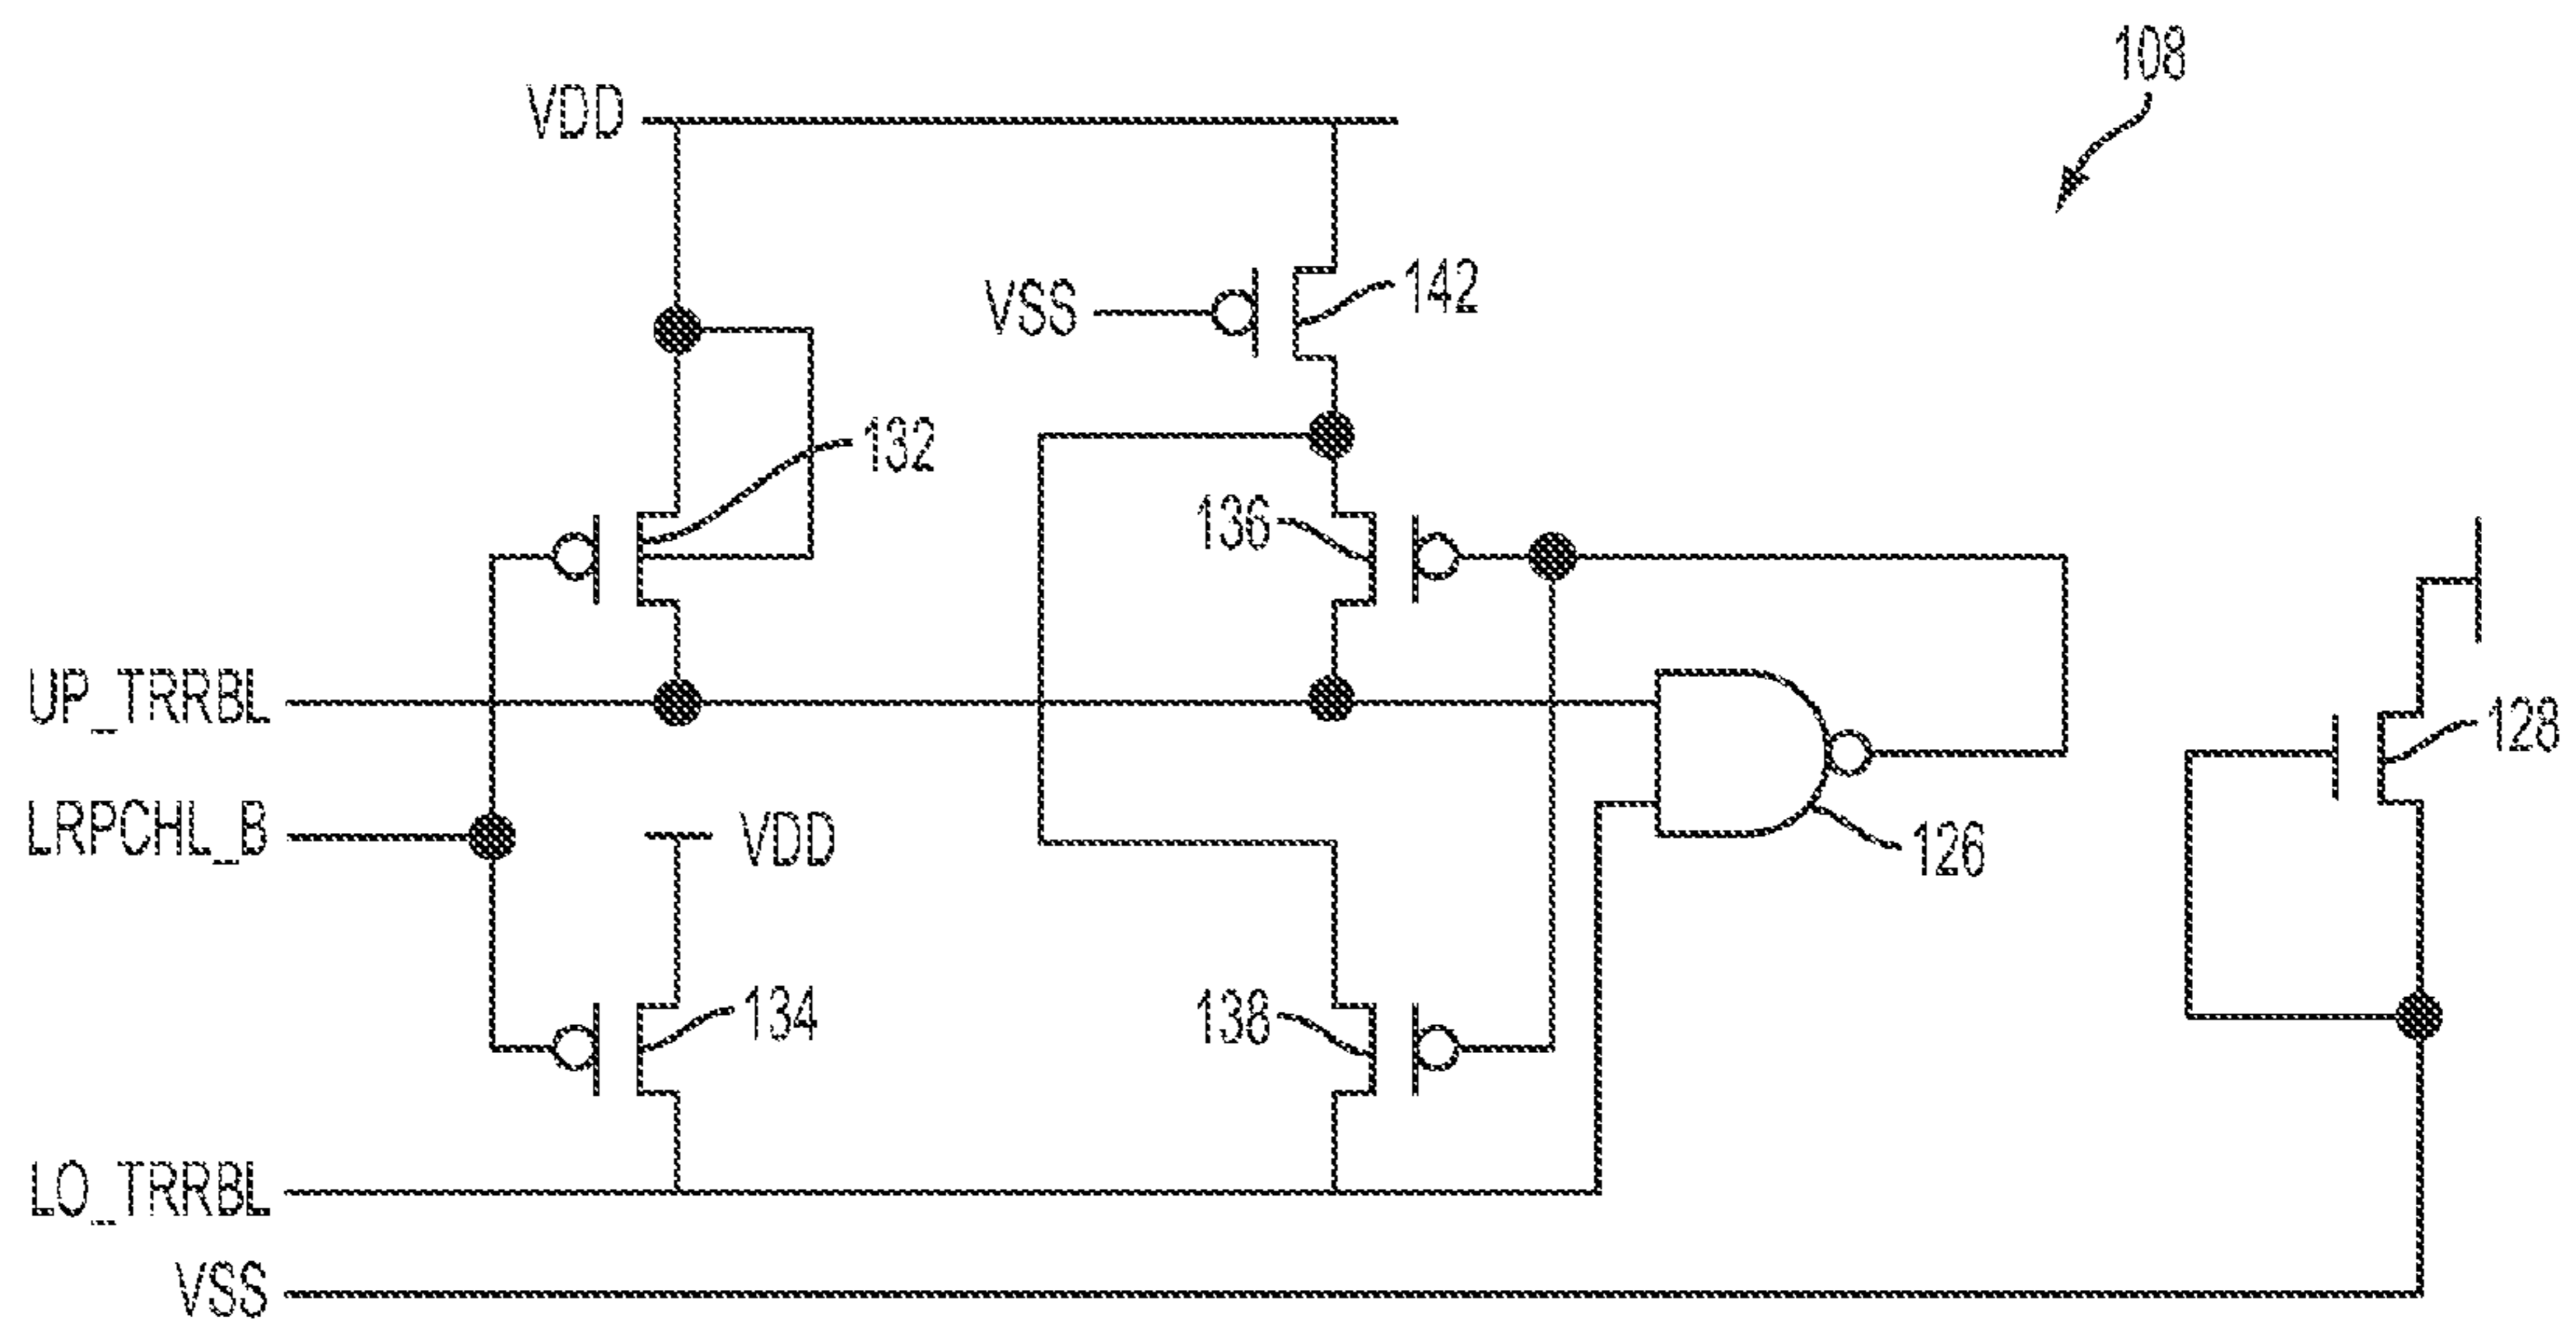 108
VDD
VSS
142
132
136
UP_TRRBL
128
LRPCHL_B
VDD
126
134
138
LO_TRRBL
VSS